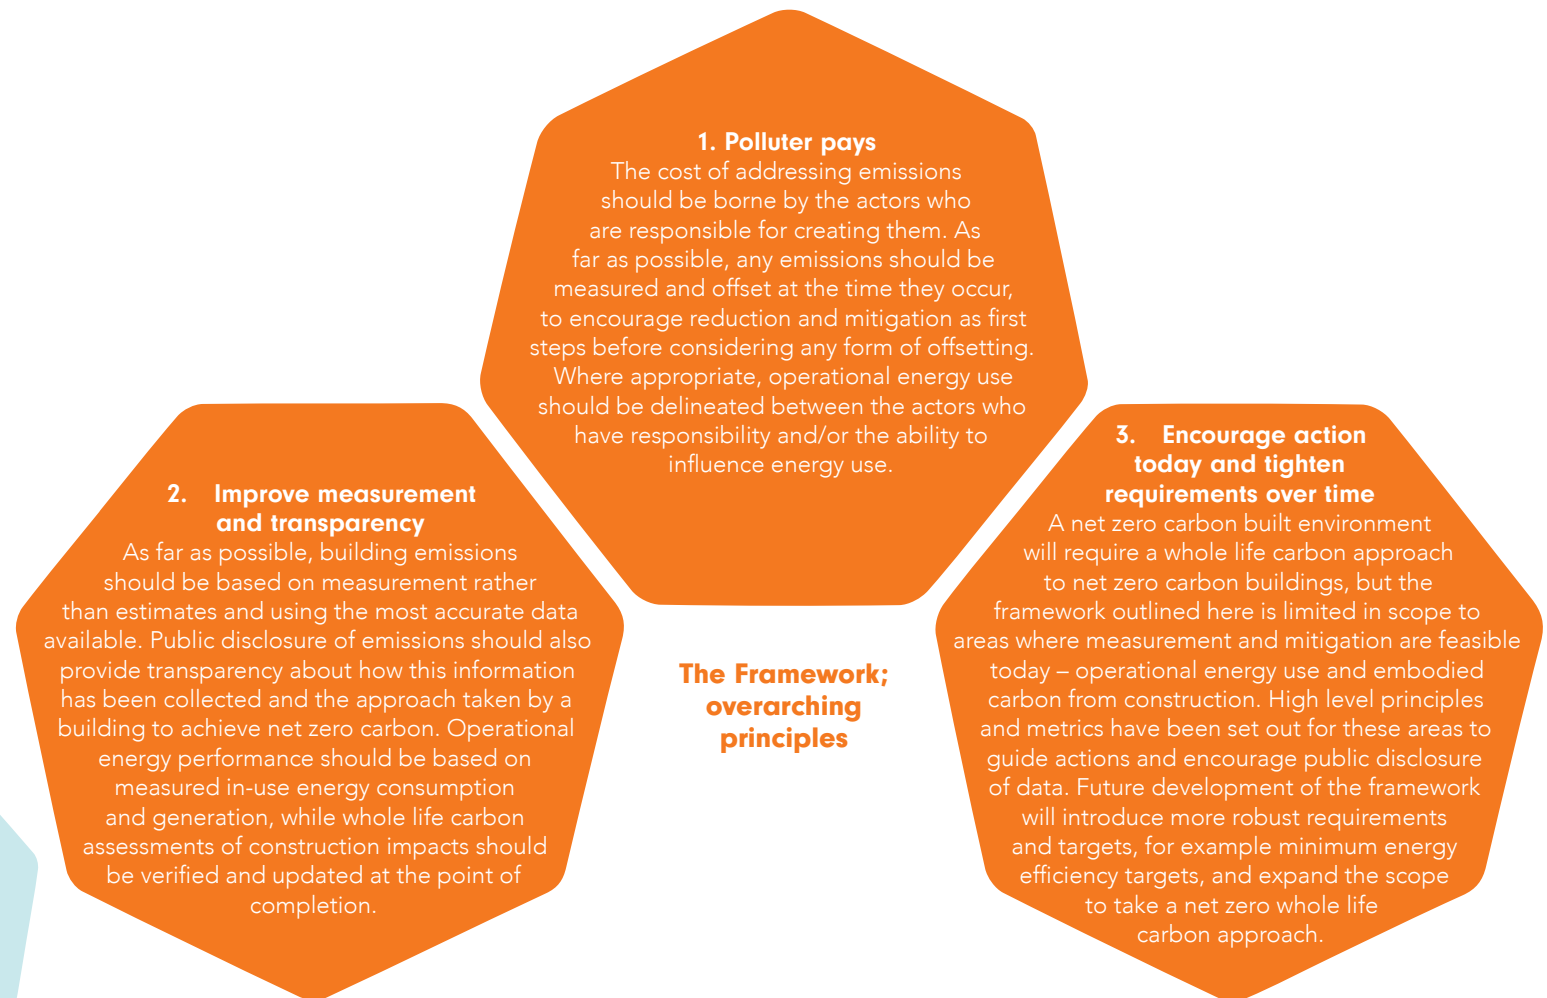 1. Polluter pays
The cost of addressing emissions
should be borne by the actors who
are responsible for creating them. As
far as possible, any emissions should be
measured and offset at the time they occur,
to encourage reduction and mitigation as first
steps before considering any form of offsetting.
Where appropriate, operational energy use
should be delineated between the actors who
have responsibility and/or the ability to
influence energy use.
2. Improve measurement
and transparency
As far as possible, building emissions
should be based on measurement rather
than estimates and using the most accurate data
available. Public disclosure of emissions should also
provide transparency about how this information
has been collected and the approach taken by a
building to achieve net zero carbon. Operational
energy performance should be based on
measured in-use energy consumption
and generation, while whole life carbon
assessments of construction impacts should
be verified and updated at the point of
completion.
The Framework;
overarching
principles
3. Encourage action
today and tighten
requirements over time
A net zero carbon built environment
will require a whole life carbon approach
to net zero carbon buildings, but the
framework outlined here is limited in scope to
areas where measurement and mitigation are feasible
today – operational energy use and embodied
carbon from construction. High level principles
and metrics have been set out for these areas to
guide actions and encourage public disclosure
of data. Future development of the framework
will introduce more robust requirements
and targets, for example minimum energy
efficiency targets, and expand the scope
to take a net zero whole life
carbon approach.